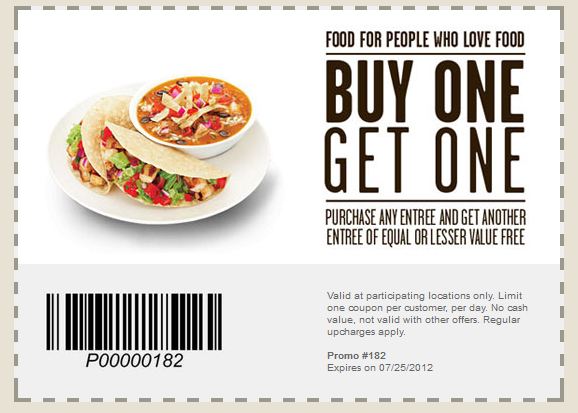 FOOD FOR PEOPLE WHO LOVE FOOD
BUY ONE
GET ONE
PURCHASE ANY ENTREE AND GET ANOTHER
ENTREE OF EQUAL OR LESSER VALUE FREE
Valid at participating locations only. Limit
one coupon per customer, per day. No cash
value, not valid with other offers. Regular
upcharges apply.
P00000182
Promo #182
Expires on 07/25/2012